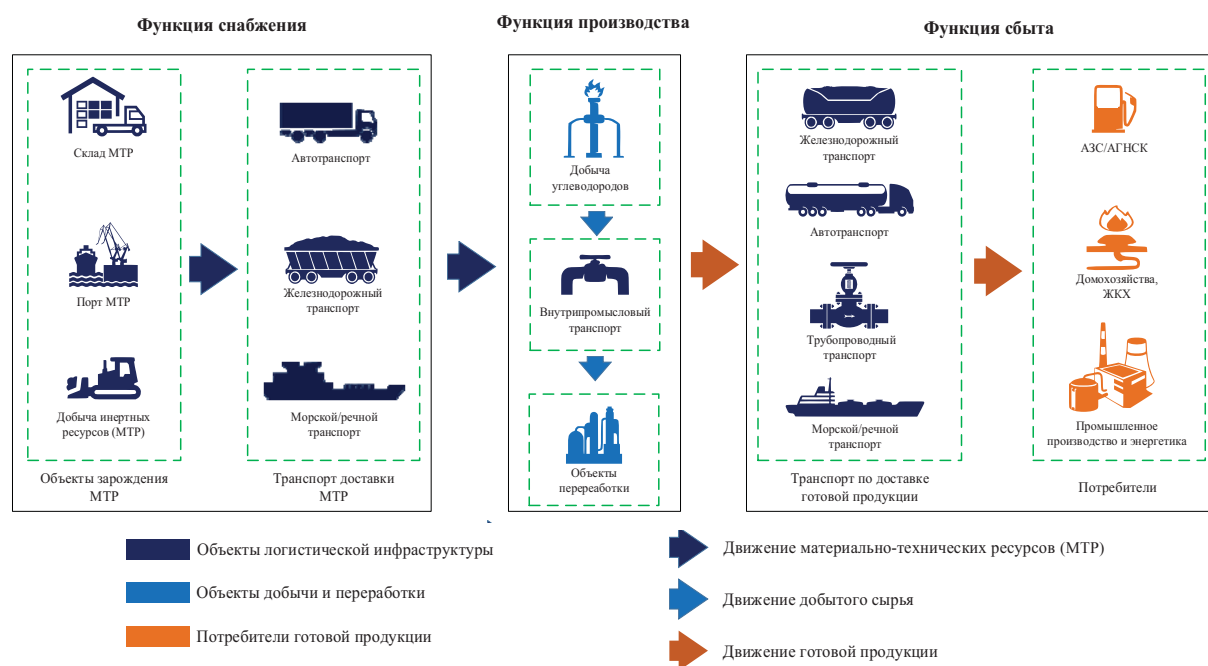 Функция снабжения
Функция производства
Функция сбыта
Склад МТР
Порт МТР
Добыча инертных
ресурсов (МТР)
Объекты зарождения
МТР
Автотранспорт
Железнодорожный
транспорт
Морской/речной
транспорт
Транспорт доставки
МТР
Добыча
углеводородов
Внутрипромысловый
транспорт
Объекты
перереаботки
Железнодорожный
транспорт
Автотранспорт
Трубопроводный
транспорт
Морской/речной
транспорт
Транспорт по доставке
готовой продукции
АЗС/АГНСК
Домохозяйства,
ЖКХ
Промышленное
производство и энергетика
Потребители
Объекты логистической инфраструктуры
Объекты добычи и переработки
Потребители готовой продукции
Движение материально-технических ресурсов (МТР)
Движение добытого сырья
Движение готовой продукции